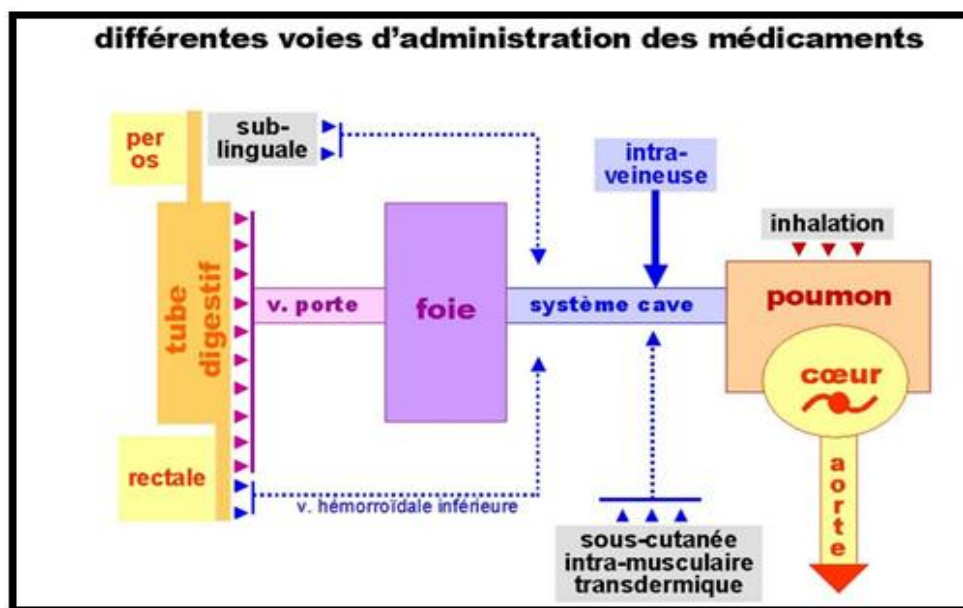 différentes voies d’administration des médicaments
per
os
sub-
linguale
intra-
veineuse
inhalation
tube
digestif
v. porte
foie
système cave
poumon
cœur
rectale
v. hémorroïdale inférieure
sous-cutanée
intra-musculaire
transdermique
aorte